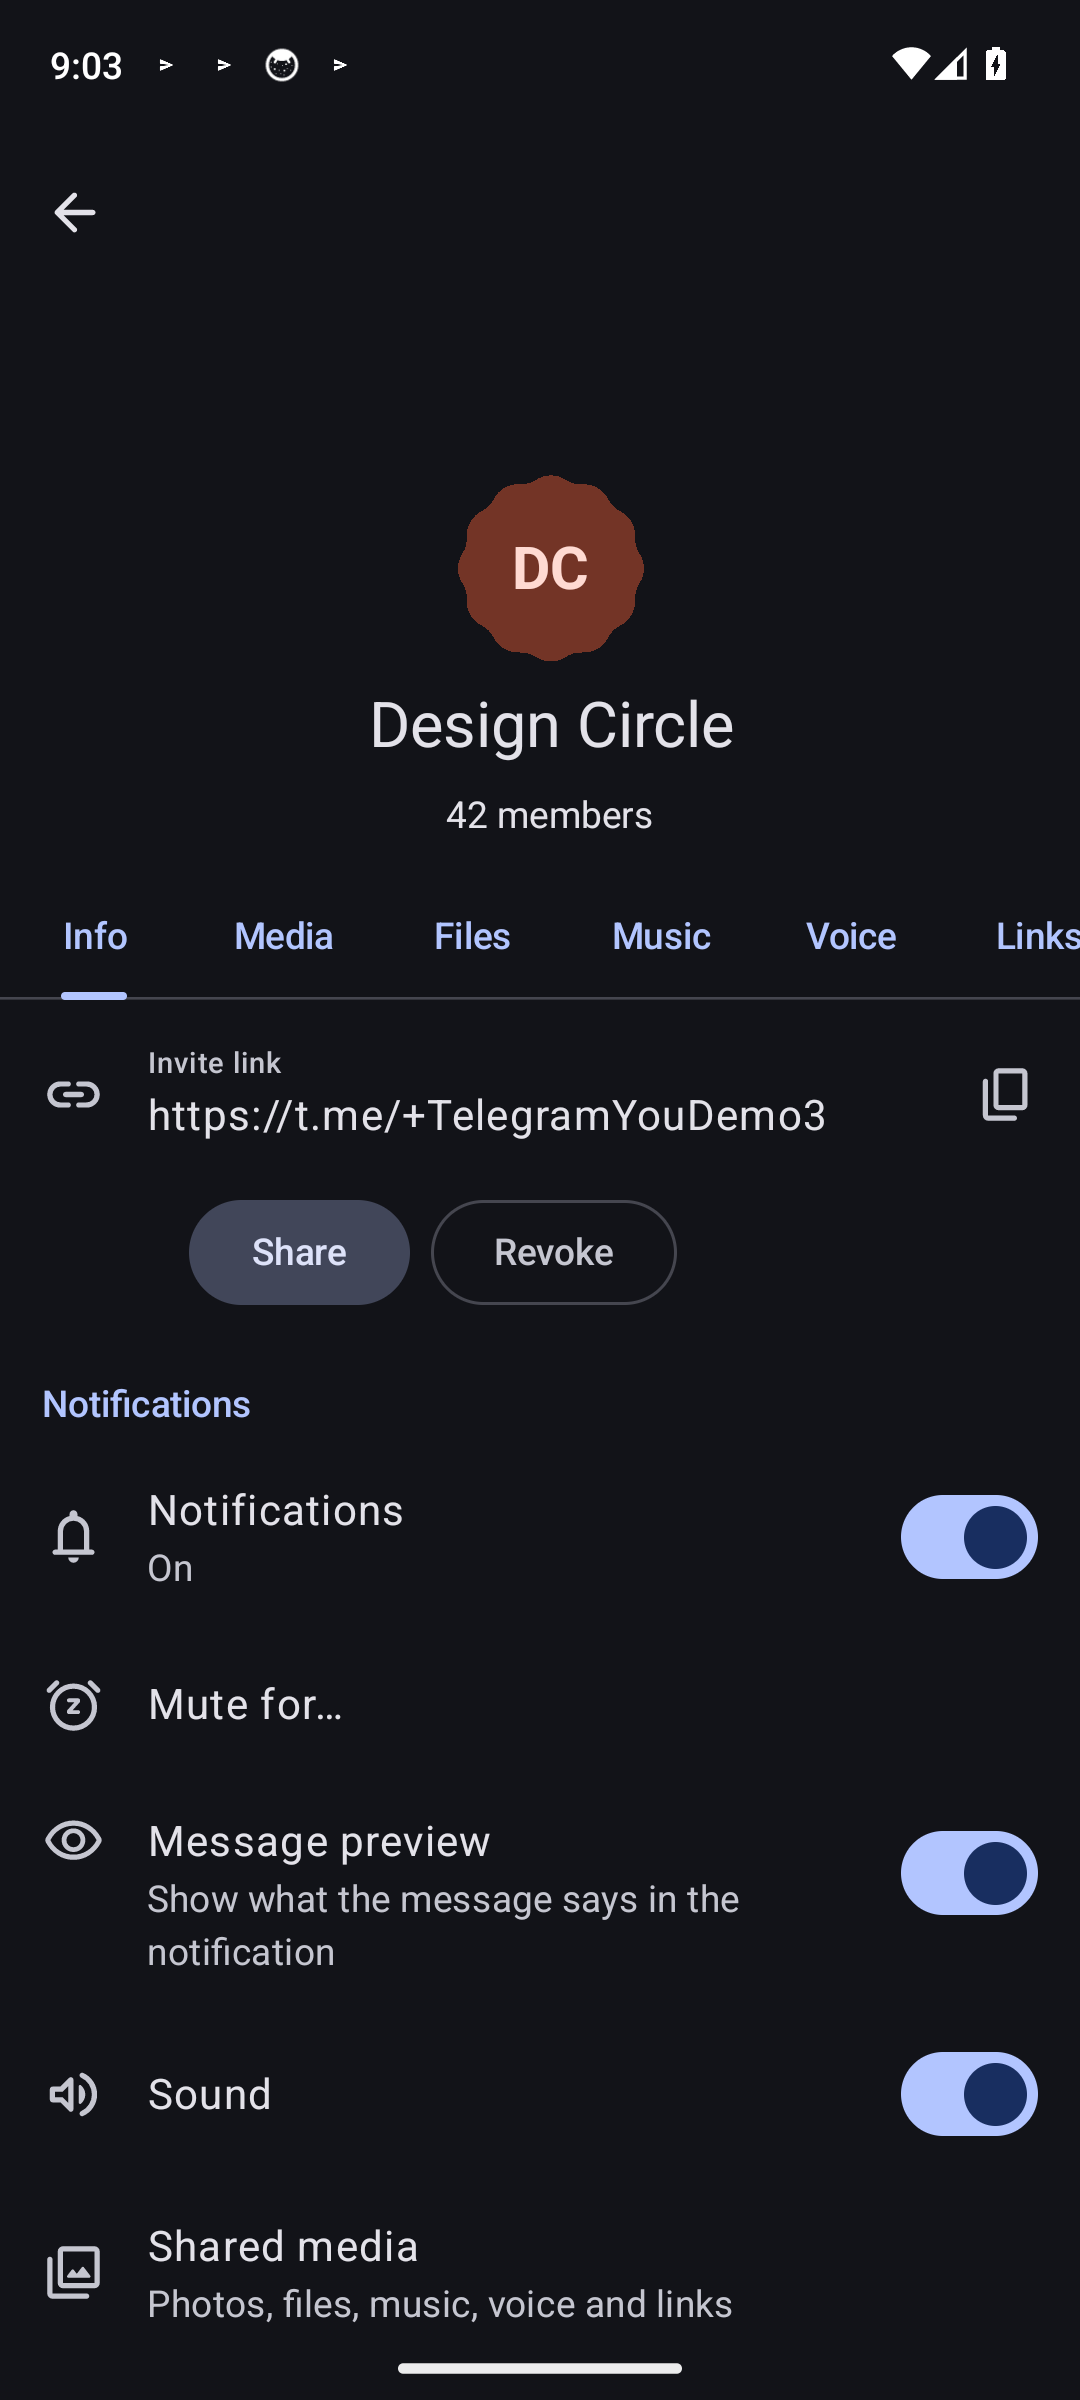 9:03
DC
Design Circle
42 members
Info Media Files Music Voice Links
Invite link
https://t.me/+TelegramYouDemo3
Share Revoke
Notifications
Notifications
On
Mute for...
Message preview
Show what the message says in the
notification
Sound
Shared media
Photos, files, music, voice and links